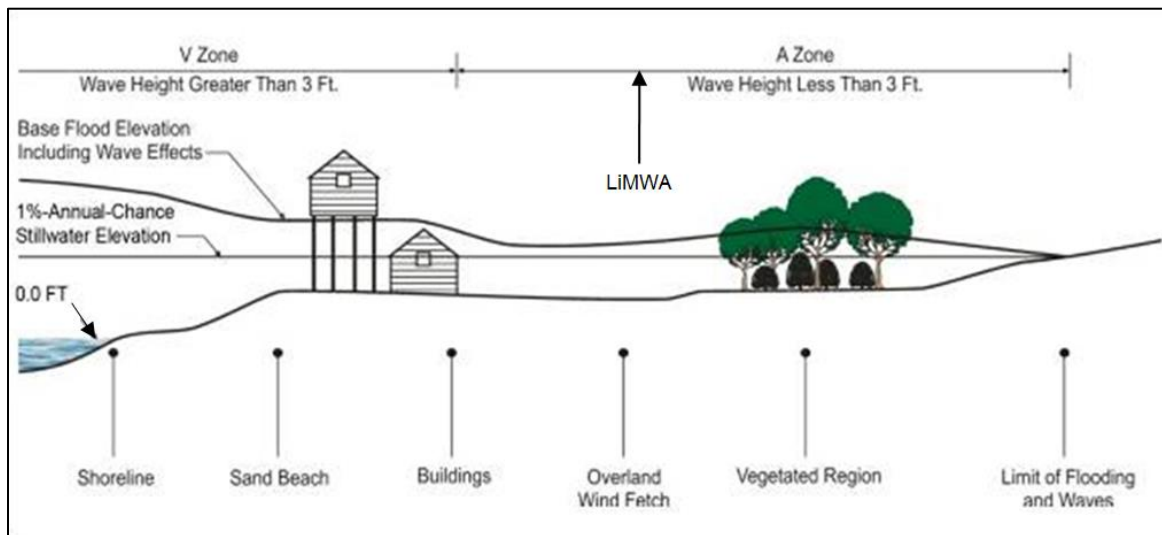 V Zone
Wave Height Greater Than 3 Ft.
A Zone
Wave Height Less Than 3 Ft.
Base Flood Elevation
Including Wave Effects
LiMWA
1%-Annual-Chance
Stillwater Elevation
0.0 FT
Shoreline
Sand Beach
Buildings
Overland
Wind Fetch
Vegetated Region
Limit of Flooding
and Waves